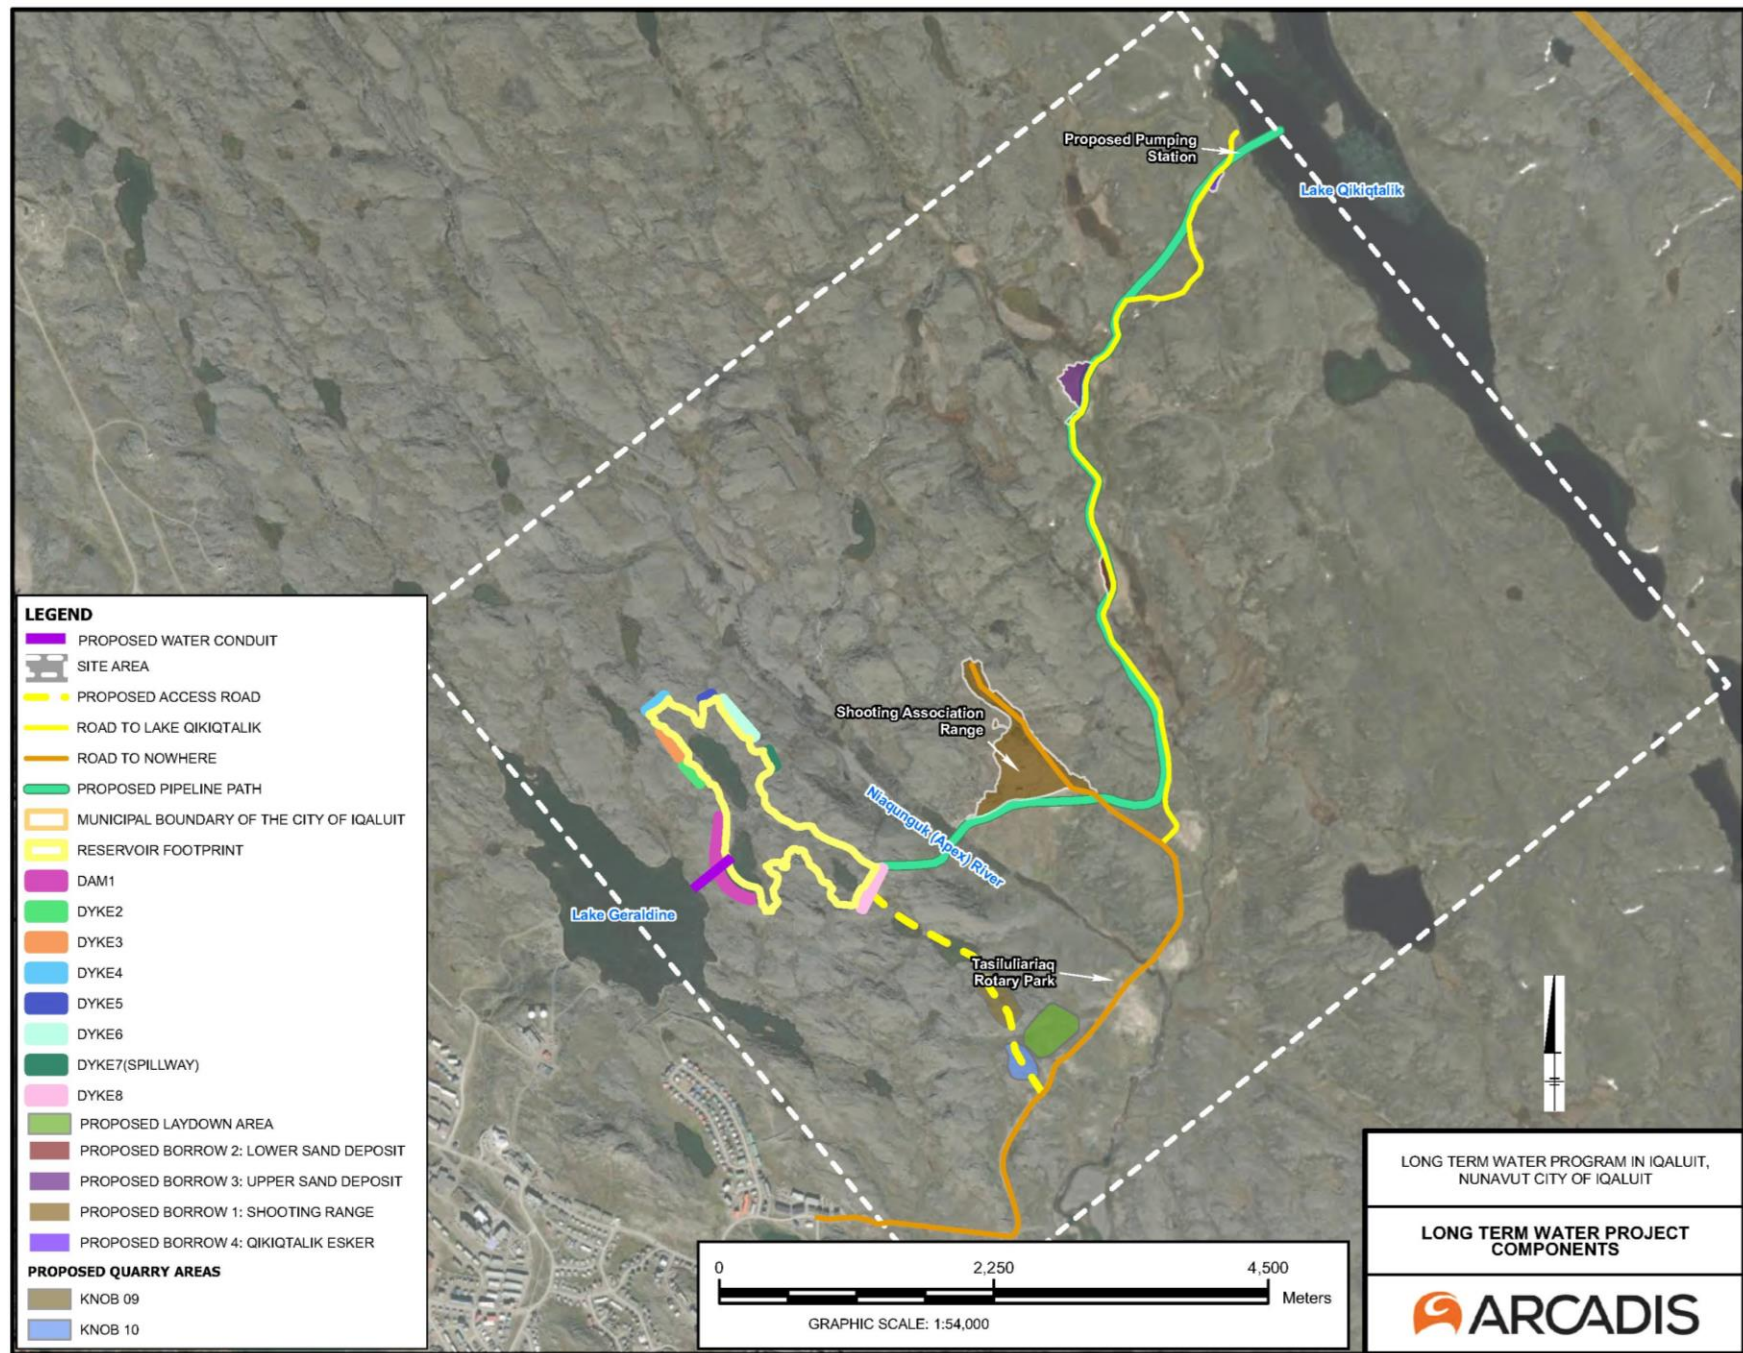 Proposed Pumping
Station
Lake Qikiqtalik
Shooting Association
Range
Niaqunguk (Apex) River
Lake Geraldine
Tasiluliariaq
Rotary Park
LEGEND
PROPOSED WATER CONDUIT
SITE AREA
PROPOSED ACCESS ROAD
ROAD TO LAKE QIKIQTALIK
ROAD TO NOWHERE
PROPOSED PIPELINE PATH
MUNICIPAL BOUNDARY OF THE CITY OF IQALUIT
RESERVOIR FOOTPRINT
DAM1
DYKE2
DYKE3
DYKE4
DYKE5
DYKE6
DYKE7(SPILLWAY)
DYKE8
PROPOSED LAYDOWN AREA
PROPOSED BORROW 2: LOWER SAND DEPOSIT
PROPOSED BORROW 3: UPPER SAND DEPOSIT
PROPOSED BORROW 1: SHOOTING RANGE
PROPOSED BORROW 4: QIKIQTALIK ESKER
PROPOSED QUARRY AREAS
KNOB 09
KNOB 10
0 2,250 4,500
Meters
GRAPHIC SCALE: 1:54,000
LONG TERM WATER PROGRAM IN IQALUIT,
NUNAVUT CITY OF IQALUIT
LONG TERM WATER PROJECT
COMPONENTS
ARCADIS